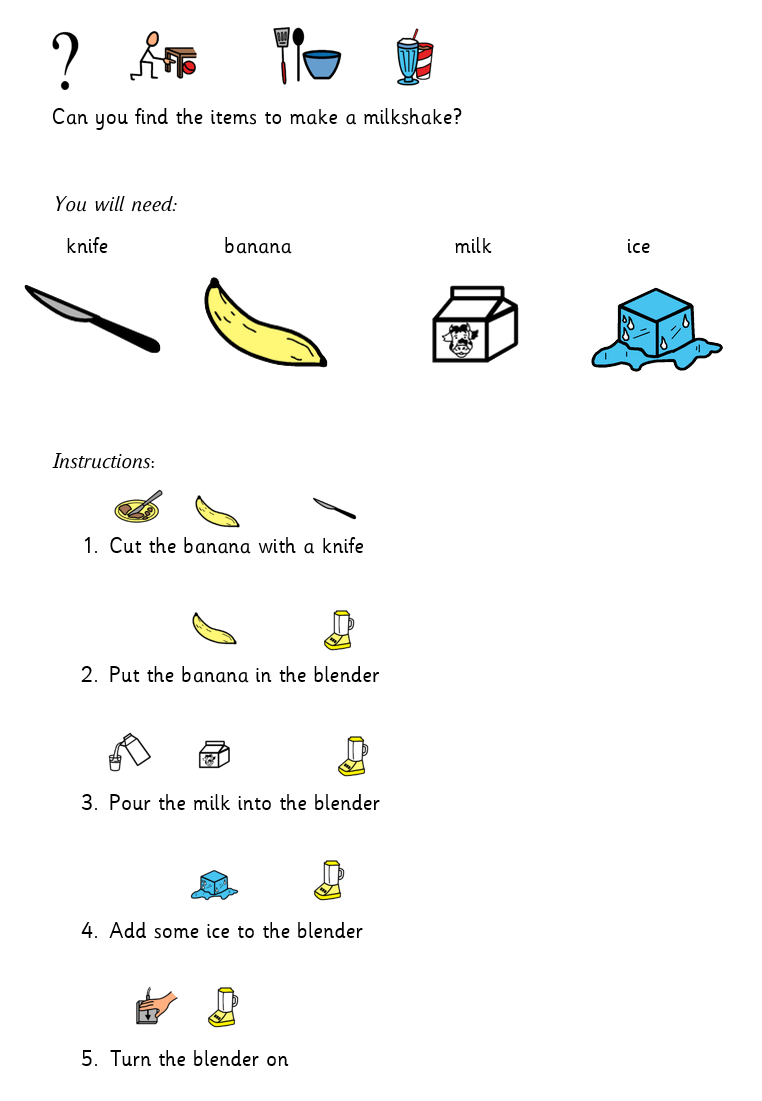 ?
Can you find the items to make a milkshake?
You will need:
knife banana milk ice
Instructions:
1. Cut the banana with a knife
2. Put the banana in the blender
3. Pour the milk into the blender
4. Add some ice to the blender
5. Turn the blender on